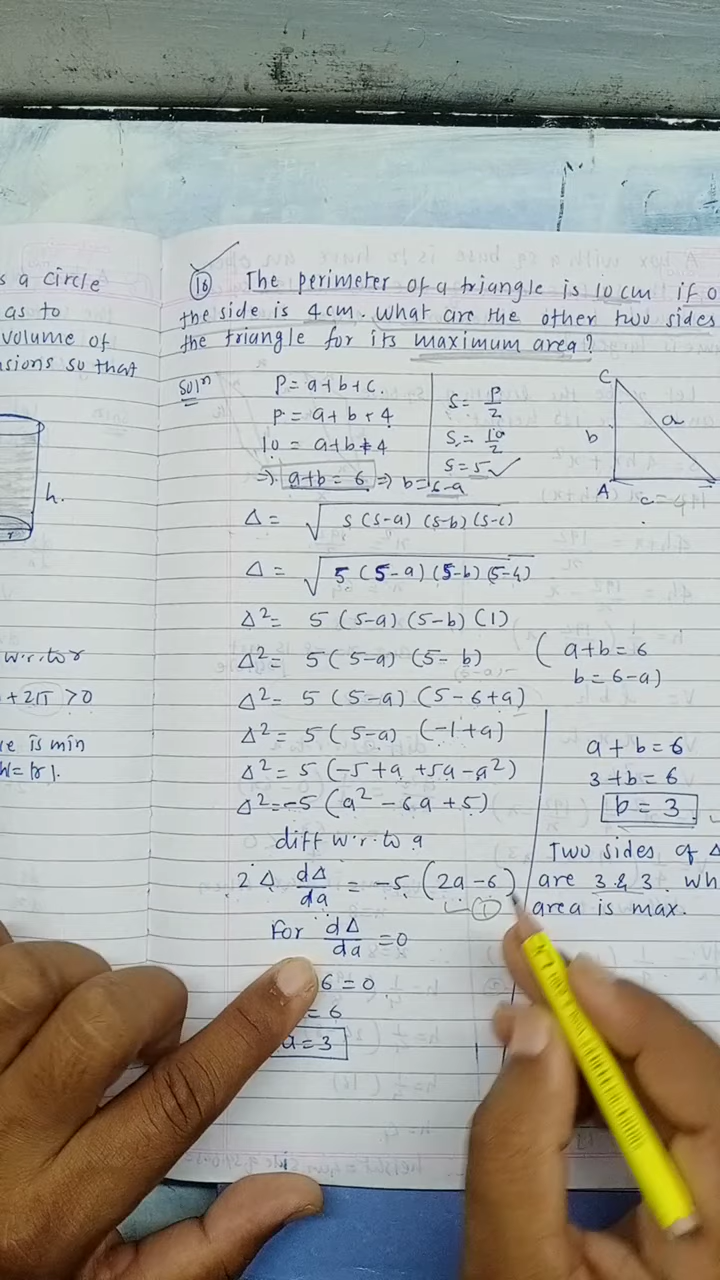 s a circle
as to
volume of
sions so that
h.
r
w.r.to r
+ 2π > 0
re is min
h = |r|.
(16) The perimeter of a triangle is 10 cm if o
the side is 4 cm. What are the other two sides
the triangle for its maximum area?
Solⁿ
P = a + b + c.
P = a + b + 4
10 = a + b + 4
⇒ a + b = 6 ⇒ b = 6 - a
S = P/2
S = 10/2
S = 5 ✓
C
b
a
A
c
Δ = √s(s-a)(s-b)(s-c)
Δ = √5(5-a)(5-b)(5-4)
Δ² = 5(5-a)(5-b)(1)
Δ² = 5(5-a)(5-b)
(a+b=6
b=6-a)
Δ² = 5(5-a)(5-6+a)
Δ² = 5(5-a)(-1+a)
Δ² = 5(-5+a+5a-a²)
Δ² = -5(a²-6a+5)
diff w.r.to a
2Δ dΔ/da = -5(2a-6)
①
For dΔ/da = 0
6 = 0
= 6
a = 3
a + b = 6
3 + b = 6
b = 3
Two sides of Δ
are 3 & 3. wh
area is max.